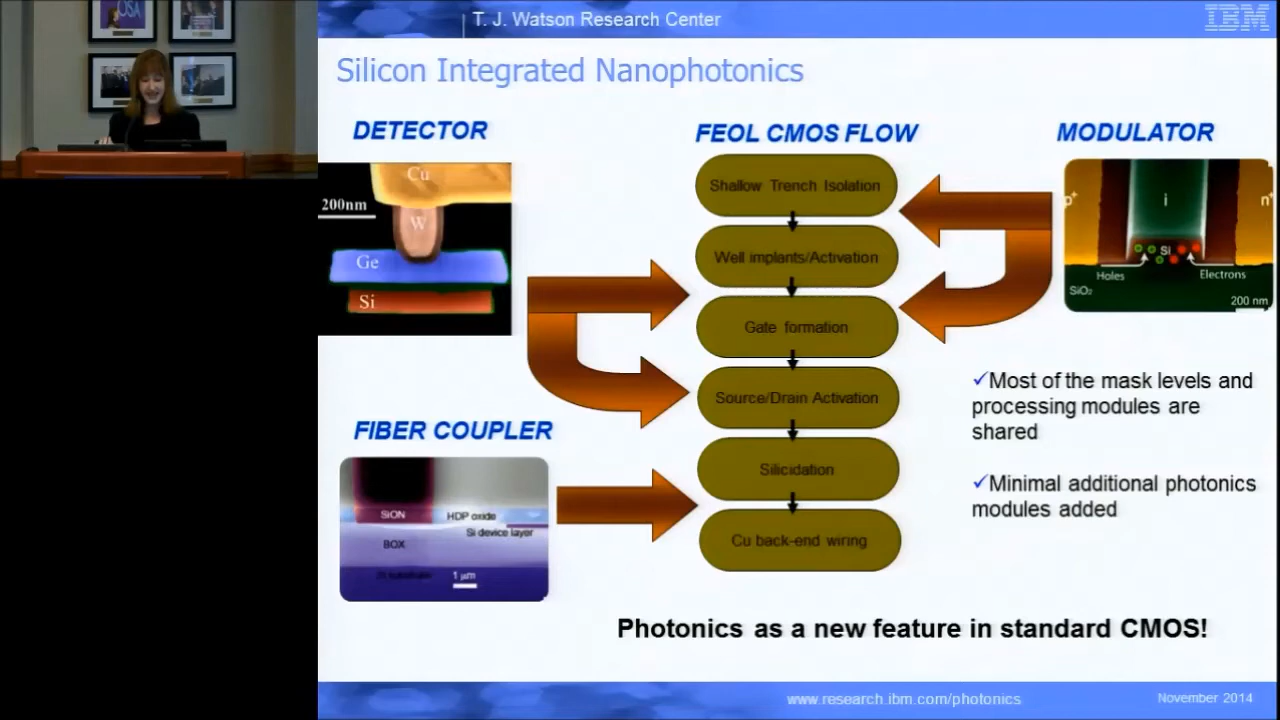 OSA
T. J. Watson Research Center
IBM
Silicon Integrated Nanophotonics
DETECTOR
Cu
200nm
W
Ge
Si
FEOL CMOS FLOW
Shallow Trench Isolation
Well implants/Activation
Gate formation
Source/Drain Activation
Silicidation
Cu back-end wiring
MODULATOR
p+
i
n+
Si
Holes
Electrons
SiO₂
200 nm
✓Most of the mask levels and
processing modules are
shared
✓Minimal additional photonics
modules added
FIBER COUPLER
SiON
HDP oxide
Si device layer
BOX
Si substrate
1 μm
Photonics as a new feature in standard CMOS!
www.research.ibm.com/photonics
November 2014